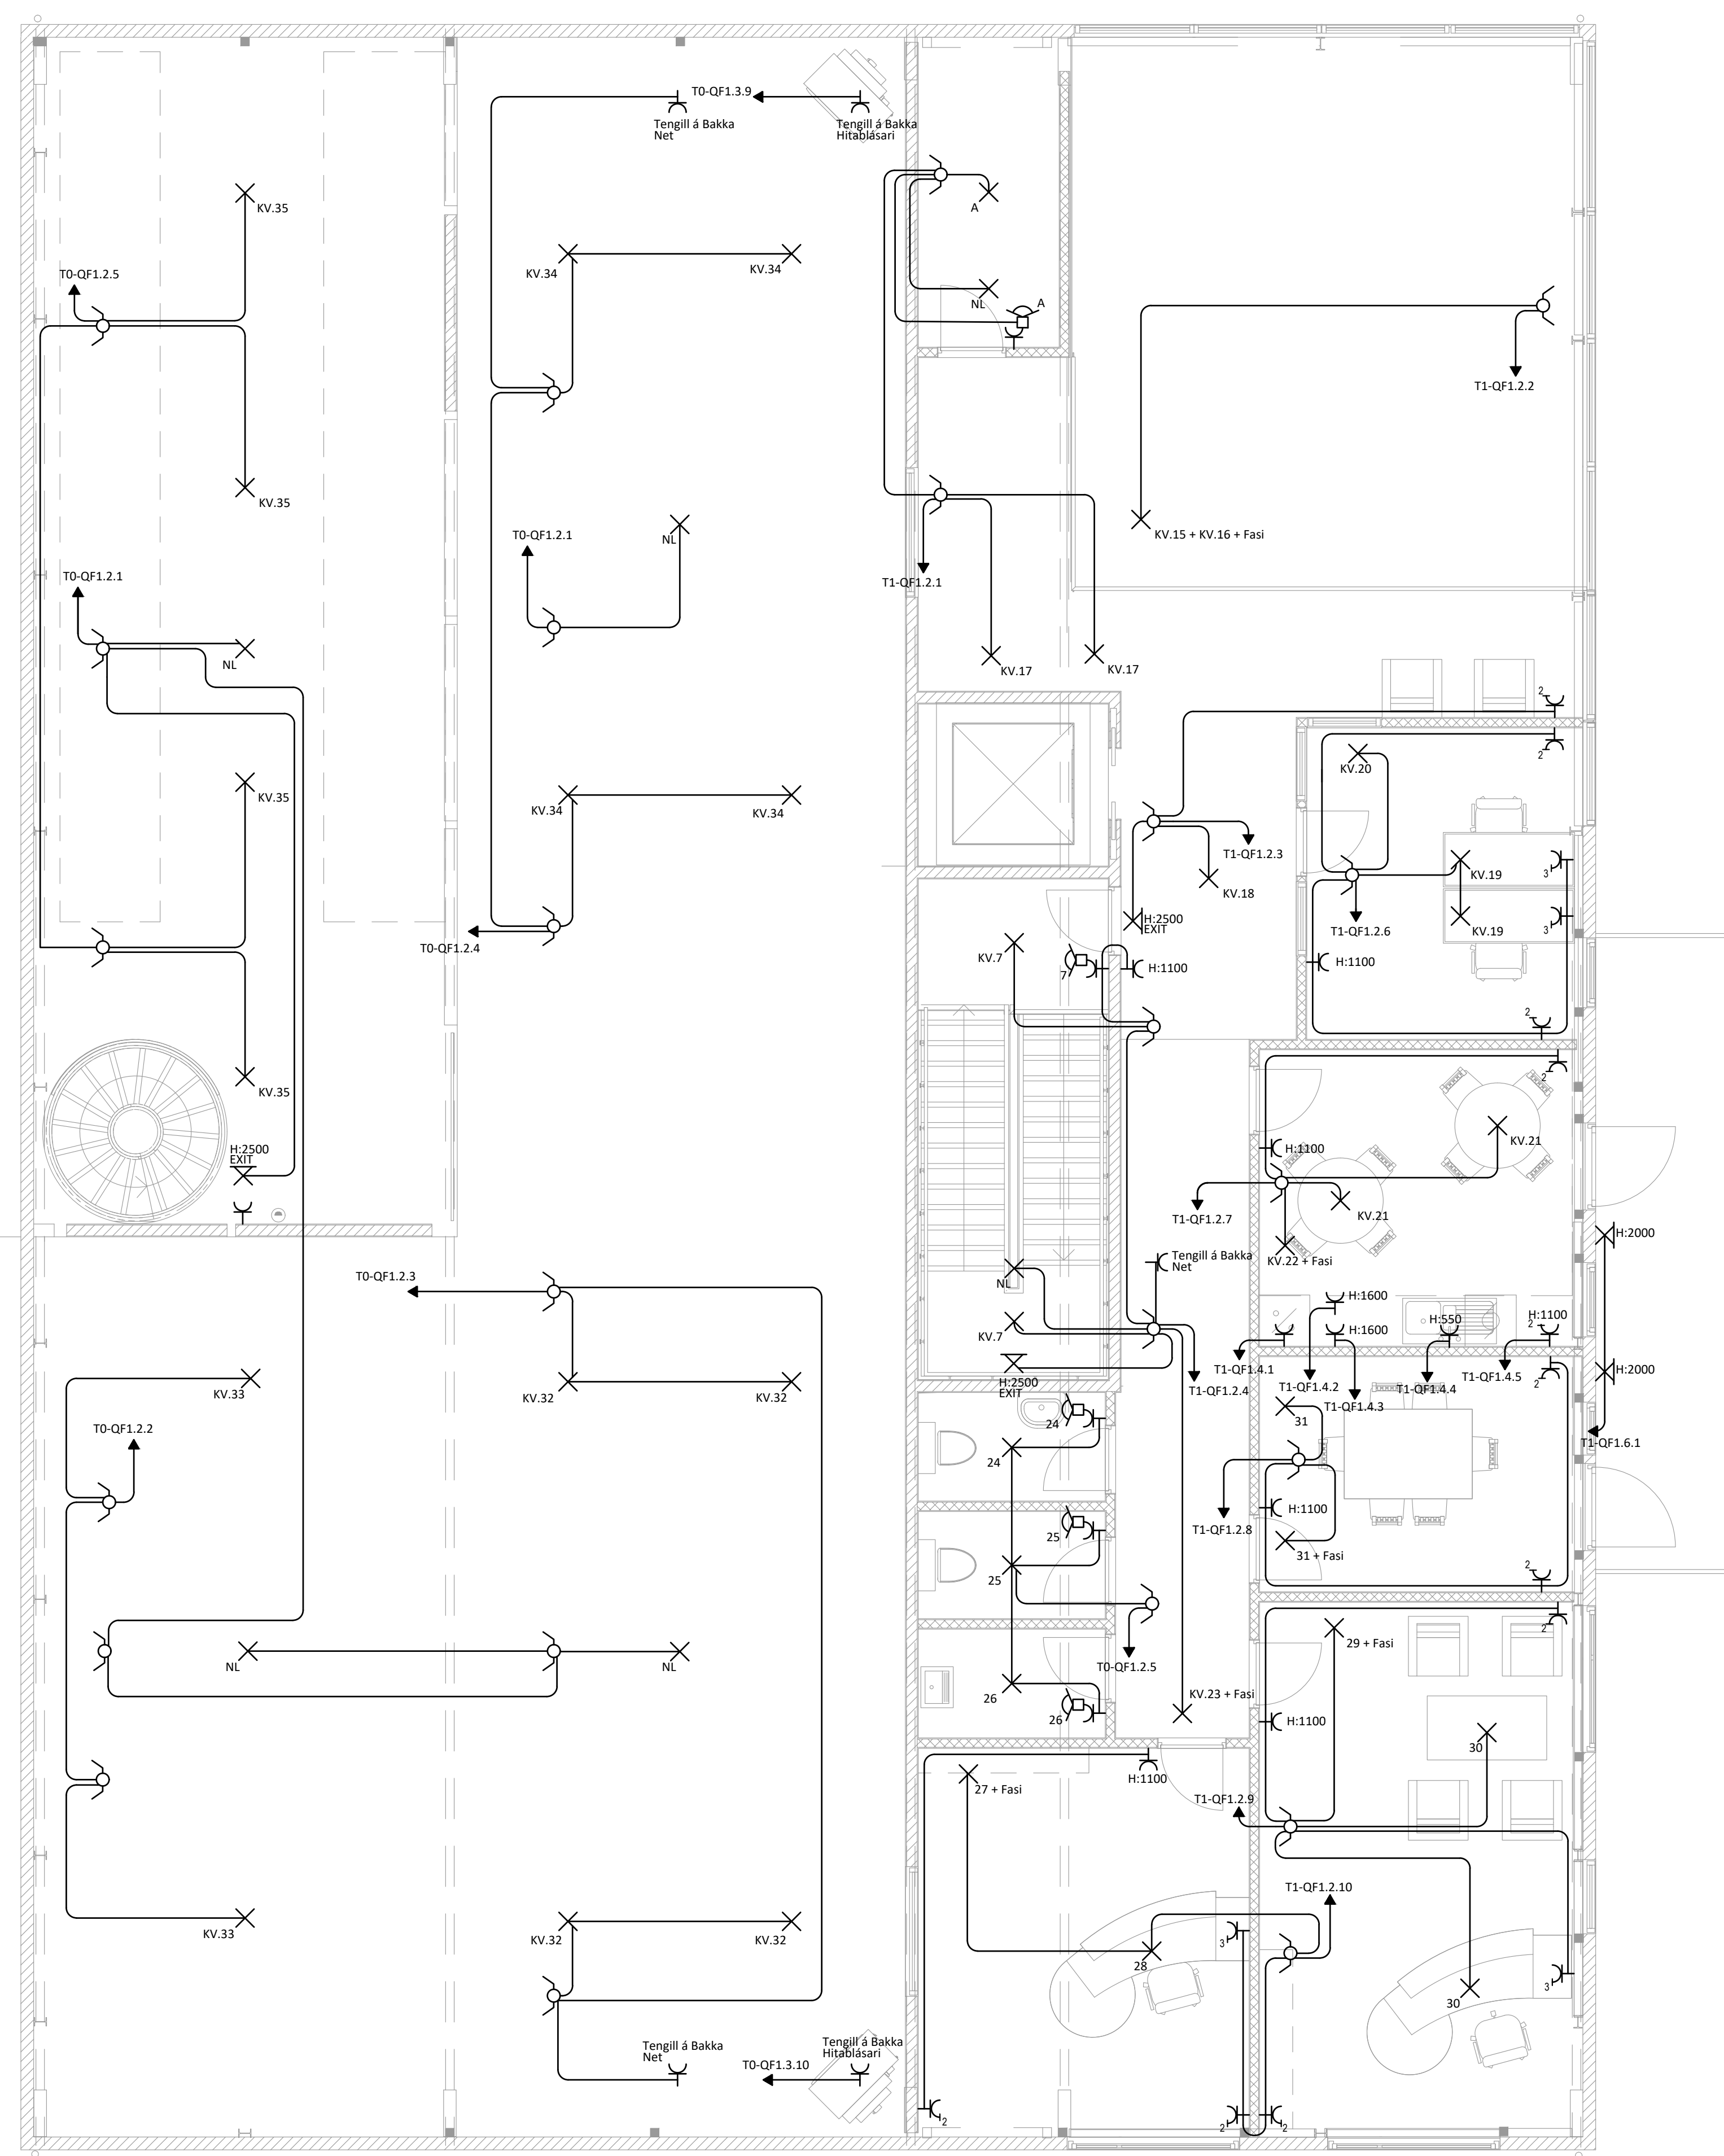 T0-QF1.3.9
Tengill á Bakka
Net
Tengill á Bakka
Hitablásari
KV.35
A
T0-QF1.2.5
KV.34
KV.34
NL
A
T1-QF1.2.2
KV.35
T0-QF1.2.1
NL
KV.15 + KV.16 + Fasi
T0-QF1.2.1
T1-QF1.2.1
NL
KV.17
KV.17
2
2
KV.20
KV.35
KV.34
KV.34
T1-QF1.2.3
KV.19
3
KV.18
H:2500
EXIT
T1-QF1.2.6
KV.19
3
T0-QF1.2.4
KV.7
7
H:1100
H:1100
2
KV.35
2
H:2500
EXIT
H:1100
KV.21
T1-QF1.2.7
KV.21
Tengill á Bakka
Net
KV.22 + Fasi
H:2000
T0-QF1.2.3
NL
H:1600
KV.7
H:1600
H:550
H:1100
2
T1-QF1.4.1
T1-QF1.4.2
T1-QF1.4.3
T1-QF1.4.4
T1-QF1.4.5
H:2000
2
H:2500
EXIT
T1-QF1.2.4
KV.33
KV.32
KV.32
24
31
T0-QF1.2.2
24
T1-QF1.6.1
H:1100
25
T1-QF1.2.8
31 + Fasi
25
2
2
29 + Fasi
NL
NL
T0-QF1.2.5
26
KV.23 + Fasi
26
H:1100
30
27 + Fasi
H:1100
T1-QF1.2.9
T1-QF1.2.10
KV.33
KV.32
KV.32
3
28
3
30
Tengill á Bakka
Net
Tengill á Bakka
Hitablásari
T0-QF1.3.10
2
2
2